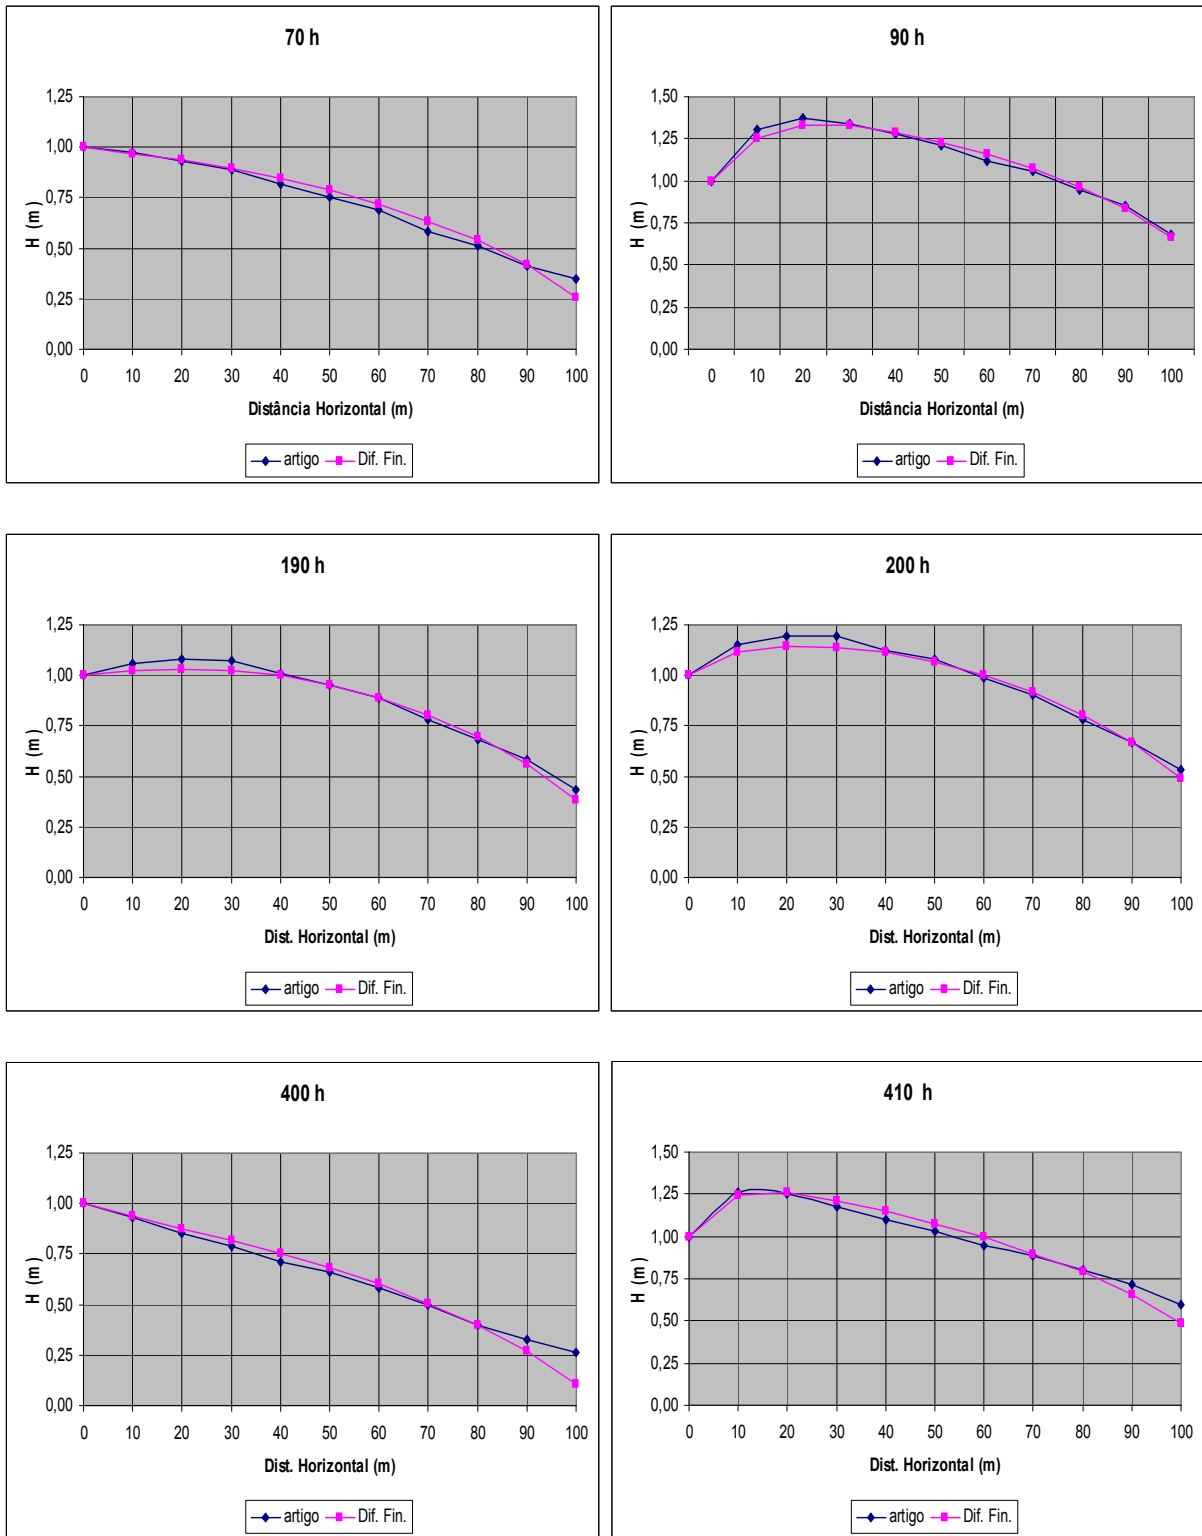 70 h
1,25
1,00
0,75
0,50
0,25
0,00
H (m)
0 10 20 30 40 50 60 70 80 90 100
Distância Horizontal (m)
artigo Dif. Fin.
90 h
1,50
1,25
1,00
0,75
0,50
0,25
0,00
H (m)
0 10 20 30 40 50 60 70 80 90 100
Distância Horizontal (m)
artigo Dif. Fin.
190 h
1,25
1,00
0,75
0,50
0,25
0,00
H (m)
0 10 20 30 40 50 60 70 80 90 100
Dist. Horizontal (m)
artigo Dif. Fin.
200 h
1,25
1,00
0,75
0,50
0,25
0,00
H (m)
0 10 20 30 40 50 60 70 80 90 100
Dist. Horizontal (m)
artigo Dif. Fin.
400 h
1,25
1,00
0,75
0,50
0,25
0,00
H (m)
0 10 20 30 40 50 60 70 80 90 100
Dist. Horizontal (m)
artigo Dif. Fin.
410 h
1,50
1,25
1,00
0,75
0,50
0,25
0,00
H (m)
0 10 20 30 40 50 60 70 80 90 100
Dist. Horizontal (m)
artigo Dif. Fin.